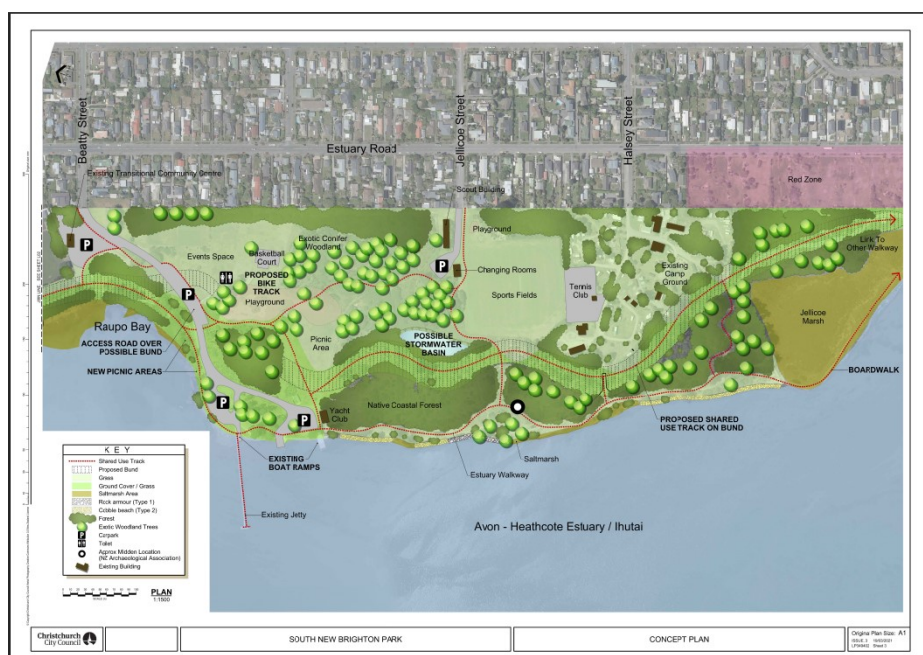 Beatty Street
Jellicoe Street
Halsey Street
Estuary Road
Existing Transitional Community Centre
Scout Building
Red Zone
Playground
Link To
Other Walkway
Exotic Conifer
Woodland
Basketball
Court
Events Space
PROPOSED
BIKE
TRACK
Changing Rooms
Existing
Camp
Ground
Playground
Sports Fields
Tennis
Club
Jellicoe
Marsh
Raupo Bay
ACCESS ROAD OVER
POSSIBLE BUND
POSSIBLE
STORMWATER
BASIN
Picnic
Area
NEW PICNIC AREAS
BOARDWALK
Native Coastal Forest
Yacht
Club
PROPOSED SHARED
USE TRACK ON BUND
EXISTING
BOAT RAMPS
Saltmarsh
Estuary Walkway
Existing Jetty
Avon - Heathcote Estuary / Ihutai
P
P
P
P
P
KEY
Shared Use Track
Proposed Bund
Grass
Ground Cover / Grass
Saltmarsh Area
Rock armour (Type 1)
Cobble beach (Type 2)
Forest
Exotic Woodland Trees
P Carpark
Toilet
Approx Midden Location
(NZ Archaeological Association)
Existing Building
PLAN
1:1500
Christchurch
City Council
SOUTH NEW BRIGHTON PARK
CONCEPT PLAN
Original Plan Size: A1